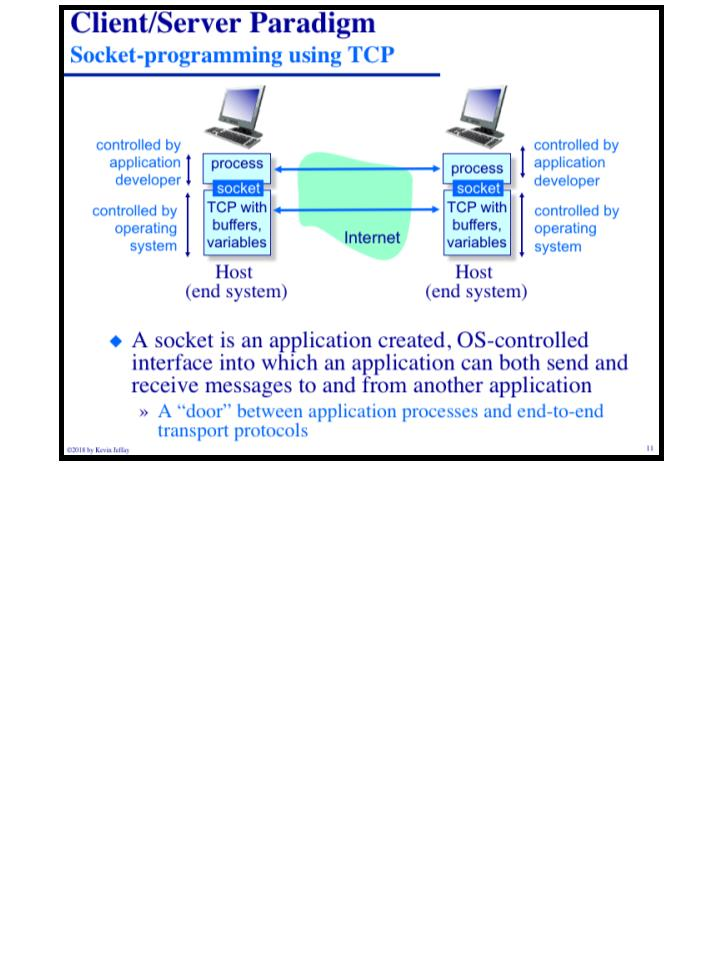 Client/Server Paradigm
Socket-programming using TCP
controlled by
application
developer
process
socket
controlled by
operating
system
TCP with
buffers,
variables
Internet
process
socket
TCP with
buffers,
variables
controlled by
application
developer
controlled by
operating
system
Host
(end system)
Host
(end system)
◆ A socket is an application created, OS-controlled
interface into which an application can both send and
receive messages to and from another application
» A “door” between application processes and end-to-end
transport protocols
©2018 by Kevin Jeffay
11